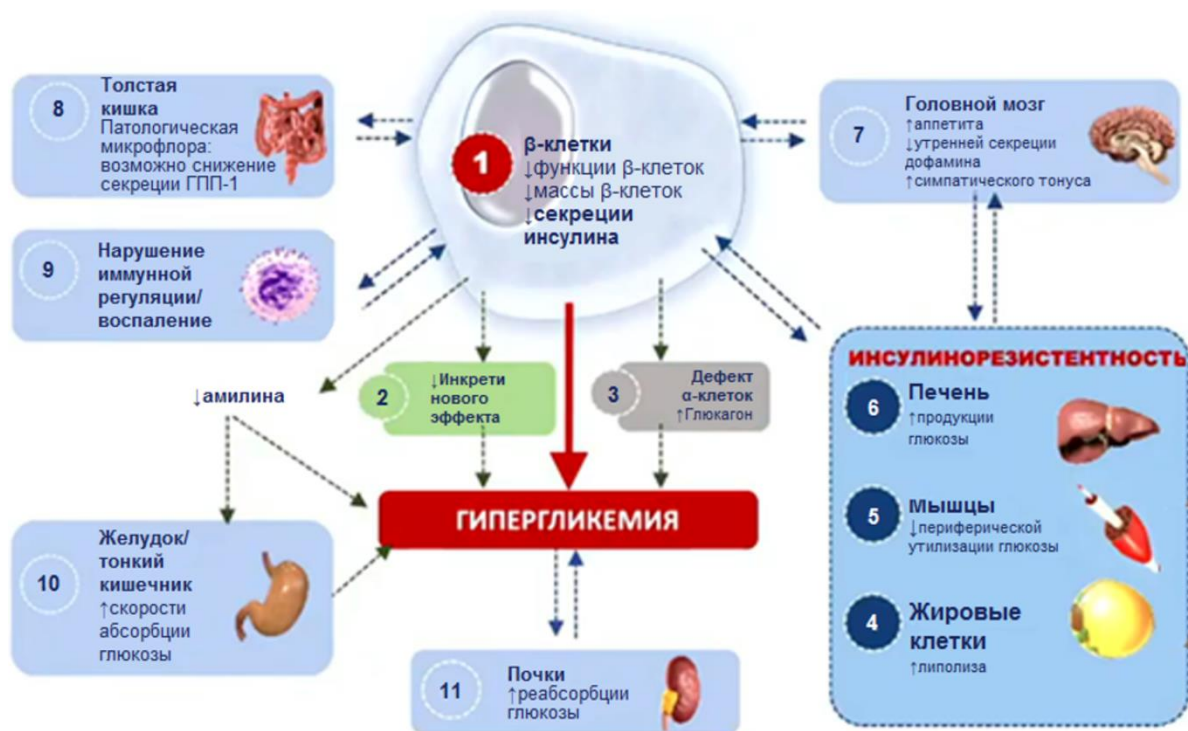 8
Толстая
кишка
Патологическая
микрофлора:
возможно снижение
секреции ГПП-1
1
β-клетки
↓функции β-клеток
↓массы β-клеток
↓секреции
инсулина
7
Головной мозг
↑аппетита
↓утренней секреции
дофамина
↑симпатического тонуса
9
Нарушение
иммунной
регуляции/
воспаление
↓амилина
2
↓Инкрети
нового
эффекта
3
Дефект
α-клеток
↑Глюкагон
ИНСУЛИНОРЕЗИСТЕНТНОСТЬ
6
Печень
↑продукции
глюкозы
5
Мышцы
↓периферической
утилизации глюкозы
4
Жировые
клетки
↑липолиза
ГИПЕРГЛИКЕМИЯ
10
Желудок/
тонкий
кишечник
↑скорости
абсорбции
глюкозы
11
Почки
↑реабсорбции
глюкозы